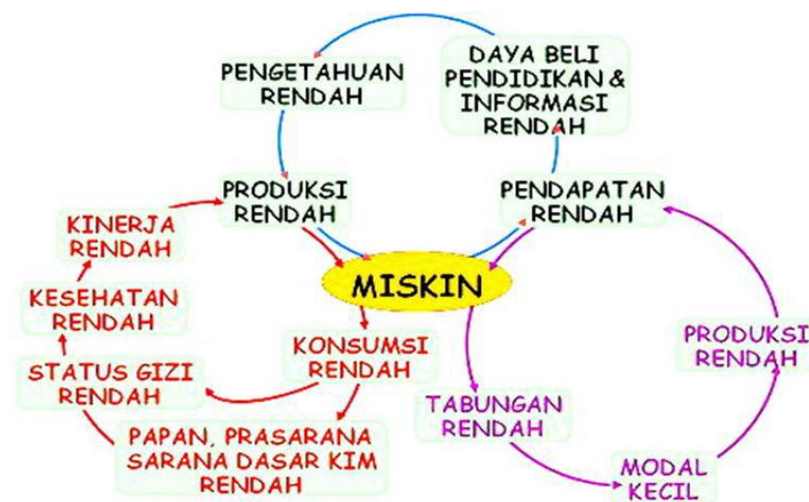 PENGETAHUAN
RENDAH
DAYA BELI
PENDIDIKAN &
INFORMASI
RENDAH
PRODUKSI
RENDAH
PENDAPATAN
RENDAH
KINERJA
RENDAH
MISKIN
KESEHATAN
RENDAH
KONSUMSI
RENDAH
PRODUKSI
RENDAH
STATUS GIZI
RENDAH
TABUNGAN
RENDAH
PAPAN, PRASARANA
SARANA DASAR KIM
RENDAH
MODAL
KECIL